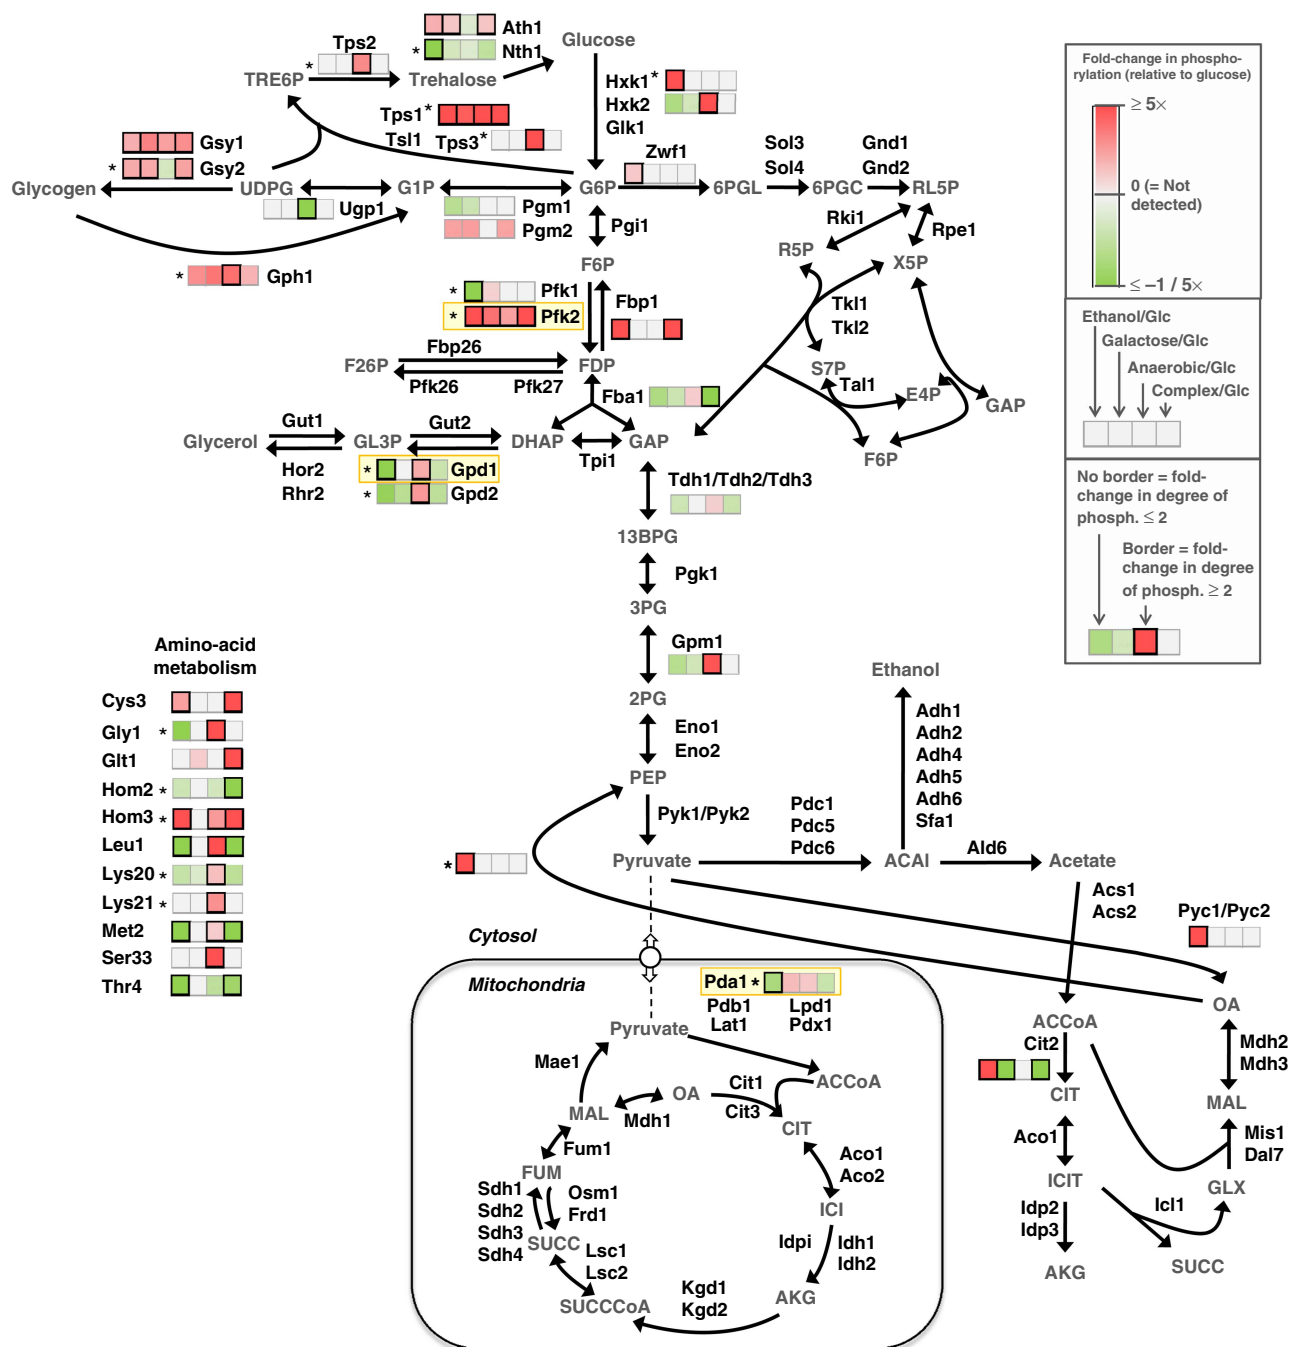 Ath1
Nth1
*
Glucose
Tps2
*
TRE6P
Trehalose
Hxk1*
Hxk2
Glk1
Tps1*
Tsl1
Tps3*
Gsy1
Gsy2
*
Zwf1
Sol3
Sol4
Gnd1
Gnd2
Glycogen
UDPG
G1P
G6P
6PGL
6PGC
RL5P
Ugp1
Pgm1
Pgm2
Pgi1
Rki1
Rpe1
R5P
X5P
*
Gph1
F6P
*
Pfk1
*
Pfk2
Fbp1
Tkl1
Tkl2
Fbp26
F26P
FDP
Pfk26
Pfk27
S7P
Tal1
E4P
GAP
Fba1
Gut1
Gut2
Glycerol
GL3P
DHAP
GAP
Tpi1
F6P
Hor2
Rhr2
*
Gpd1
*
Gpd2
Tdh1/Tdh2/Tdh3
13BPG
Pgk1
3PG
Gpm1
2PG
Eno1
Eno2
PEP
Pyk1/Pyk2
Pyruvate
*
Pdc1
Pdc5
Pdc6
Ethanol
Adh1
Adh2
Adh4
Adh5
Adh6
Sfa1
ACAl
Ald6
Acetate
Acs1
Acs2
Pyc1/Pyc2
Fold-change in phospho-
rylation (relative to glucose)
≥ 5×
0 (= Not
detected)
≤ −1 / 5×
Ethanol/Glc
Galactose/Glc
Anaerobic/Glc
Complex/Glc
No border = fold-
change in degree of
phosph. ≤ 2
Border = fold-
change in degree
of phosph. ≥ 2
Amino-acid
metabolism
Cys3
Gly1 *
Glt1
Hom2 *
Hom3 *
Leu1
Lys20 *
Lys21 *
Met2
Ser33
Thr4
Cytosol
Mitochondria
Pda1 *
Pdb1
Lat1
Lpd1
Pdx1
Pyruvate
Mae1
ACCoA
OA
Cit1
Cit3
MAL
Mdh1
CIT
Fum1
Aco1
Aco2
FUM
Sdh1
Sdh2
Sdh3
Sdh4
Osm1
Frd1
SUCC
Lsc1
Lsc2
ICI
Idpi
Idh1
Idh2
SUCCCoA
Kgd1
Kgd2
AKG
OA
ACCoA
Cit2
CIT
Mdh2
Mdh3
MAL
Aco1
Mis1
Dal7
ICIT
GLX
Icl1
Idp2
Idp3
AKG
SUCC